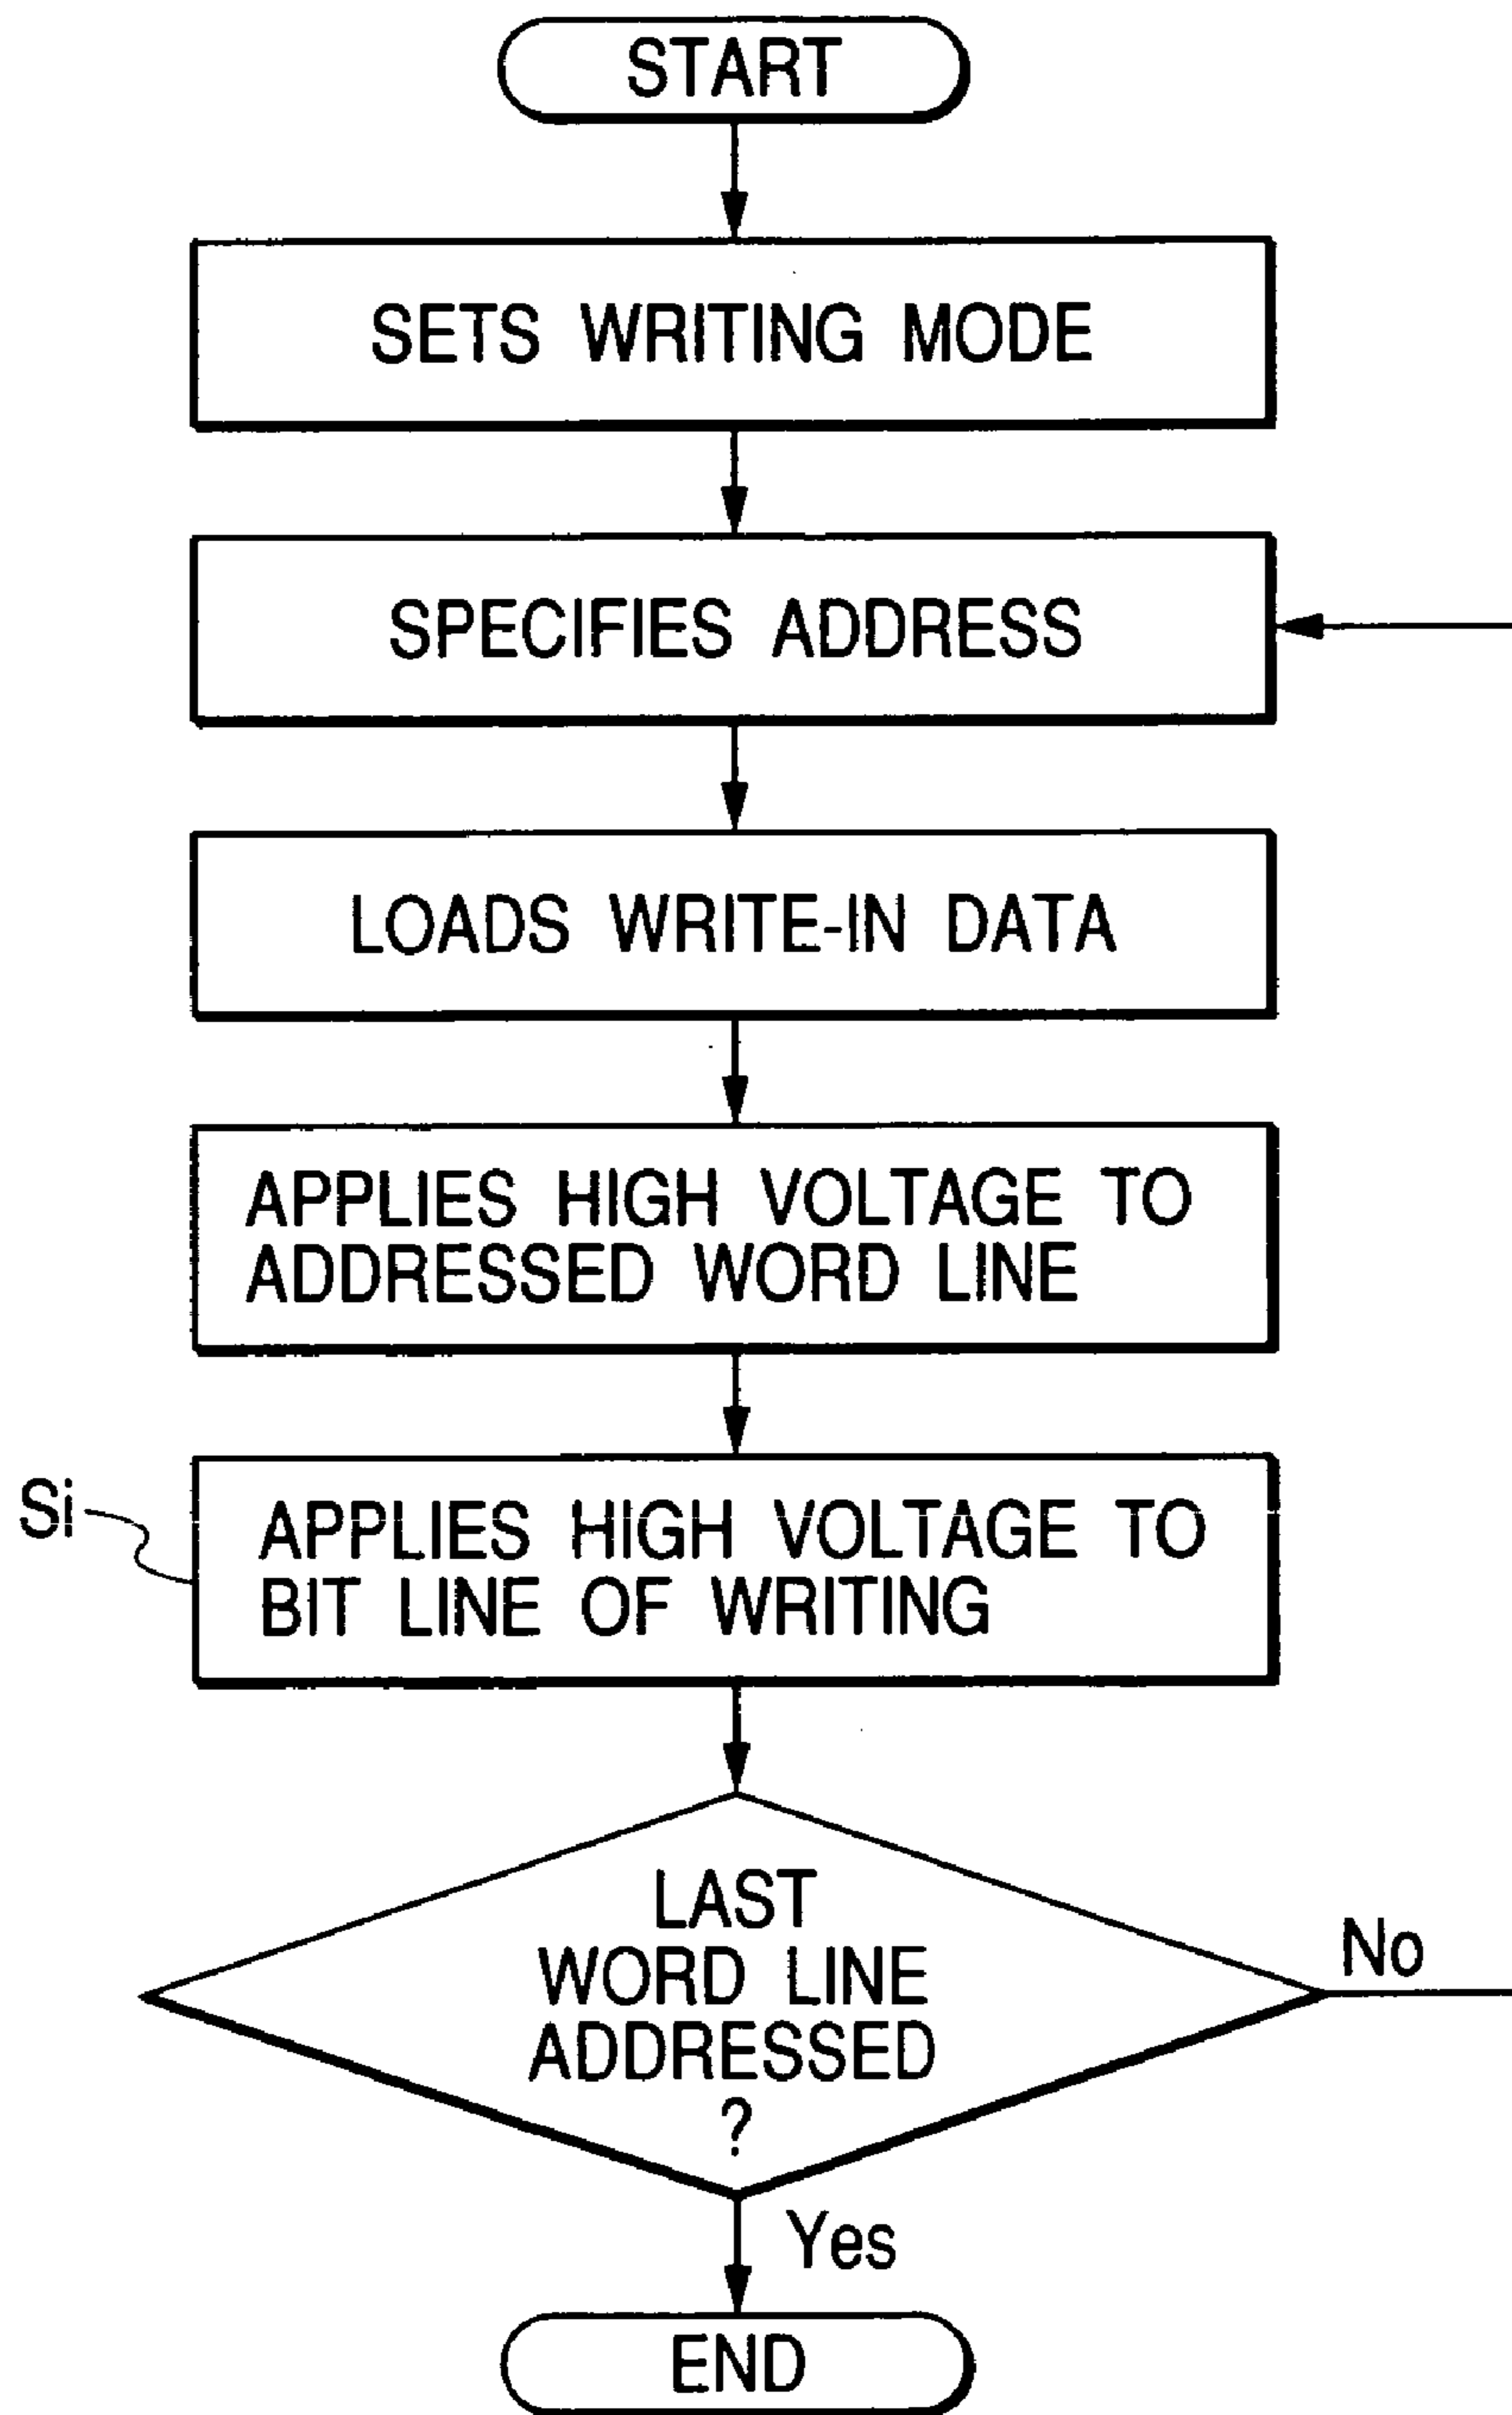 START
SETS WRITING MODE
SPECIFIES ADDRESS
LOADS WRITE-IN DATA
APPLIES HIGH VOLTAGE TO
ADDRESSED WORD LINE
Si
APPLIES HIGH VOLTAGE TO
BIT LINE OF WRITING
LAST
WORD LINE
ADDRESSED
?
No
Yes
END